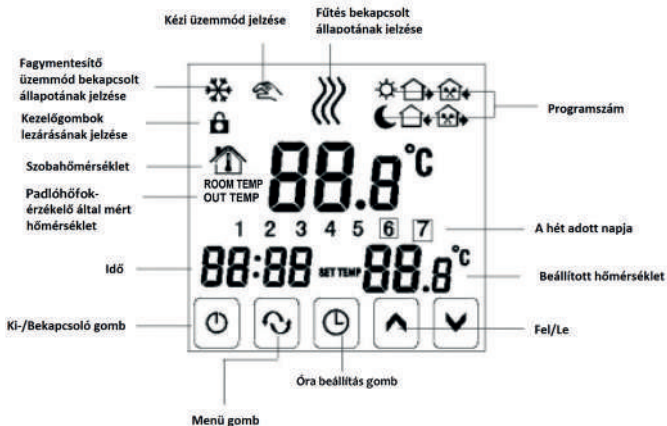 Kézi üzemmód jelzése
Fűtés bekapcsolt
állapotának jelzése
Fagymentesítő
üzemmód bekapcsolt
állapotának jelzése
Kezelőgombok
lezárásának jelzése
Szobahőmérséklet
Padlóhőfok-
érzékelő által mért
hőmérséklet
Idő
Ki-/Bekapcsoló gomb
Menü gomb
Óra beállítás gomb
Fel/Le
Beállított hőmérséklet
A hét adott napja
Programszám
88.8°C
ROOM TEMP
OUT TEMP
1 2 3 4 5 6 7
88:88 SET TEMP 88.8°C